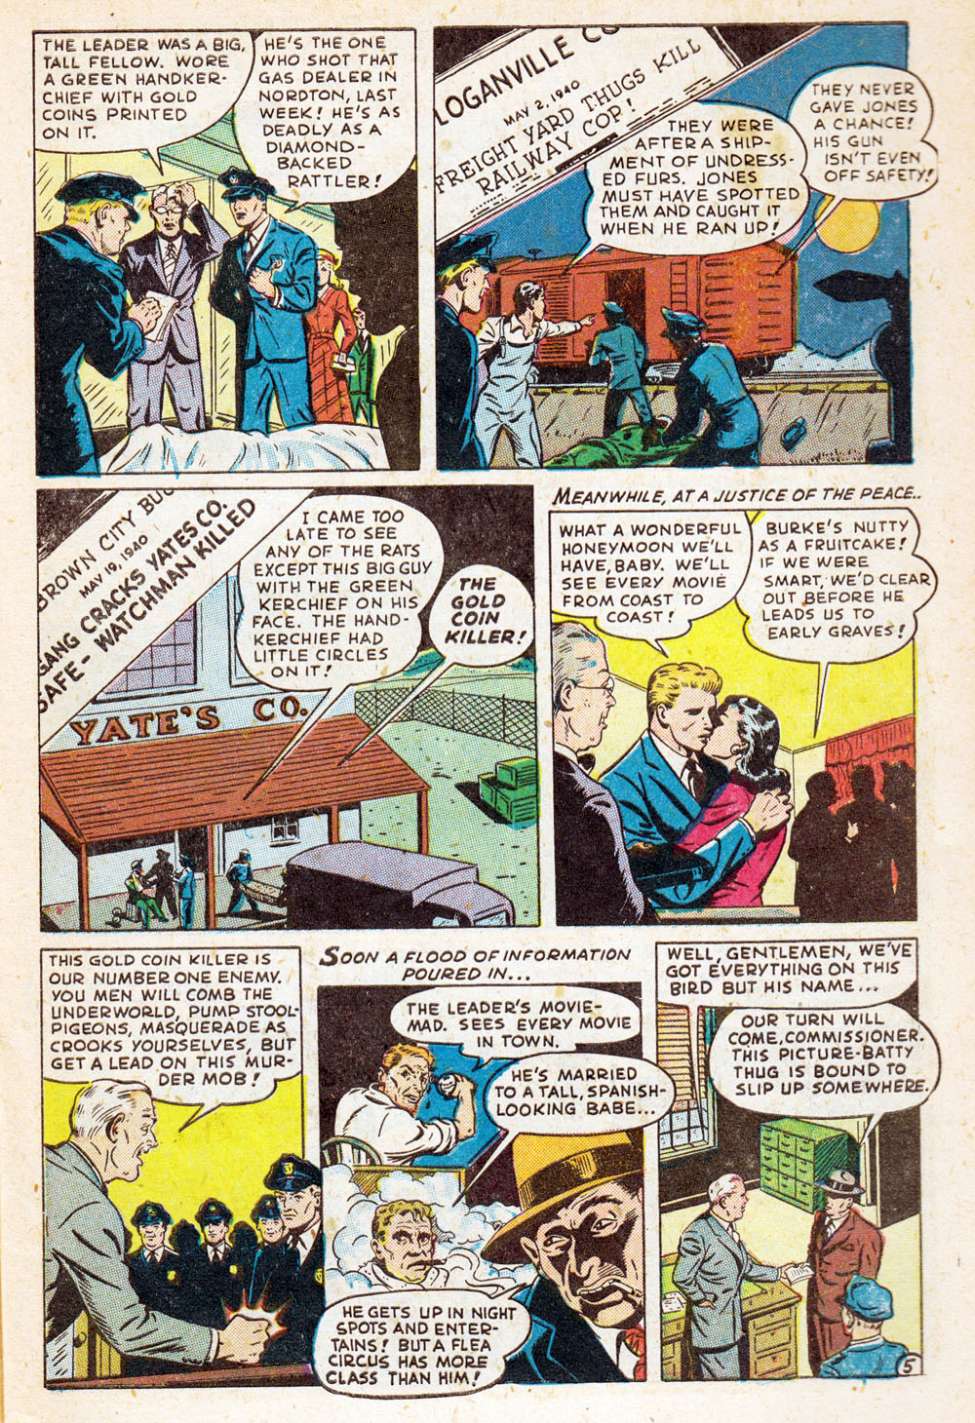 THE LEADER WAS A BIG,
TALL FELLOW. WORE
A GREEN HANDKER-
CHIEF WITH GOLD
COINS PRINTED
ON IT.
HE'S THE ONE
WHO SHOT THAT
GAS DEALER IN
NORDTON, LAST
WEEK! HE'S AS
DEADLY AS A
DIAMOND-
BACKED
RATTLER!
LOGANVILLE
MAY 2, 1940
FREIGHT YARD THUGS KILL
RAILWAY COP!
THEY WERE
AFTER A SHIP-
MENT OF UNDRESS-
ED FURS. JONES
MUST HAVE SPOTTED
THEM AND CAUGHT IT
WHEN HE RAN UP!
THEY NEVER
GAVE JONES
A CHANCE!
HIS GUN
ISN'T EVEN
OFF SAFETY!
BROWN CITY
MAY 19, 1940
GANG CRACKS YATES CO.
SAFE - WATCHMAN KILLED
I CAME TOO
LATE TO SEE
ANY OF THE RATS
EXCEPT THIS BIG GUY
WITH THE GREEN
KERCHIEF ON HIS
FACE. THE HAND-
KERCHIEF HAD
LITTLE CIRCLES
ON IT!
THE
GOLD
COIN
KILLER!
YATE'S CO.
MEANWHILE, AT A JUSTICE OF THE PEACE..
WHAT A WONDERFUL
HONEYMOON WE'LL
HAVE, BABY. WE'LL
SEE EVERY MOVIE
FROM COAST TO
COAST!
BURKE'S NUTTY
AS A FRUITCAKE!
IF WE WERE
SMART, WE'D CLEAR
OUT BEFORE HE
LEADS US TO
EARLY GRAVES!
THIS GOLD COIN KILLER IS
OUR NUMBER ONE ENEMY.
YOU MEN WILL COMB THE
UNDERWORLD, PUMP STOOL-
PIGEONS, MASQUERADE AS
CROOKS YOURSELVES, BUT
GET A LEAD ON THIS MUR-
DER MOB!
SOON A FLOOD OF INFORMATION
POURED IN...
THE LEADER'S MOVIE-
MAD. SEES EVERY MOVIE
IN TOWN.
HE'S MARRIED
TO A TALL, SPANISH-
LOOKING BABE...
HE GETS UP IN NIGHT
SPOTS AND ENTER-
TAINS! BUT A FLEA
CIRCUS HAS MORE
CLASS THAN HIM!
WELL, GENTLEMEN, WE'VE
GOT EVERYTHING ON THIS
BIRD BUT HIS NAME...
OUR TURN WILL
COME, COMMISSIONER.
THIS PICTURE-BATTY
THUG IS BOUND TO
SLIP UP SOMEWHERE.
5